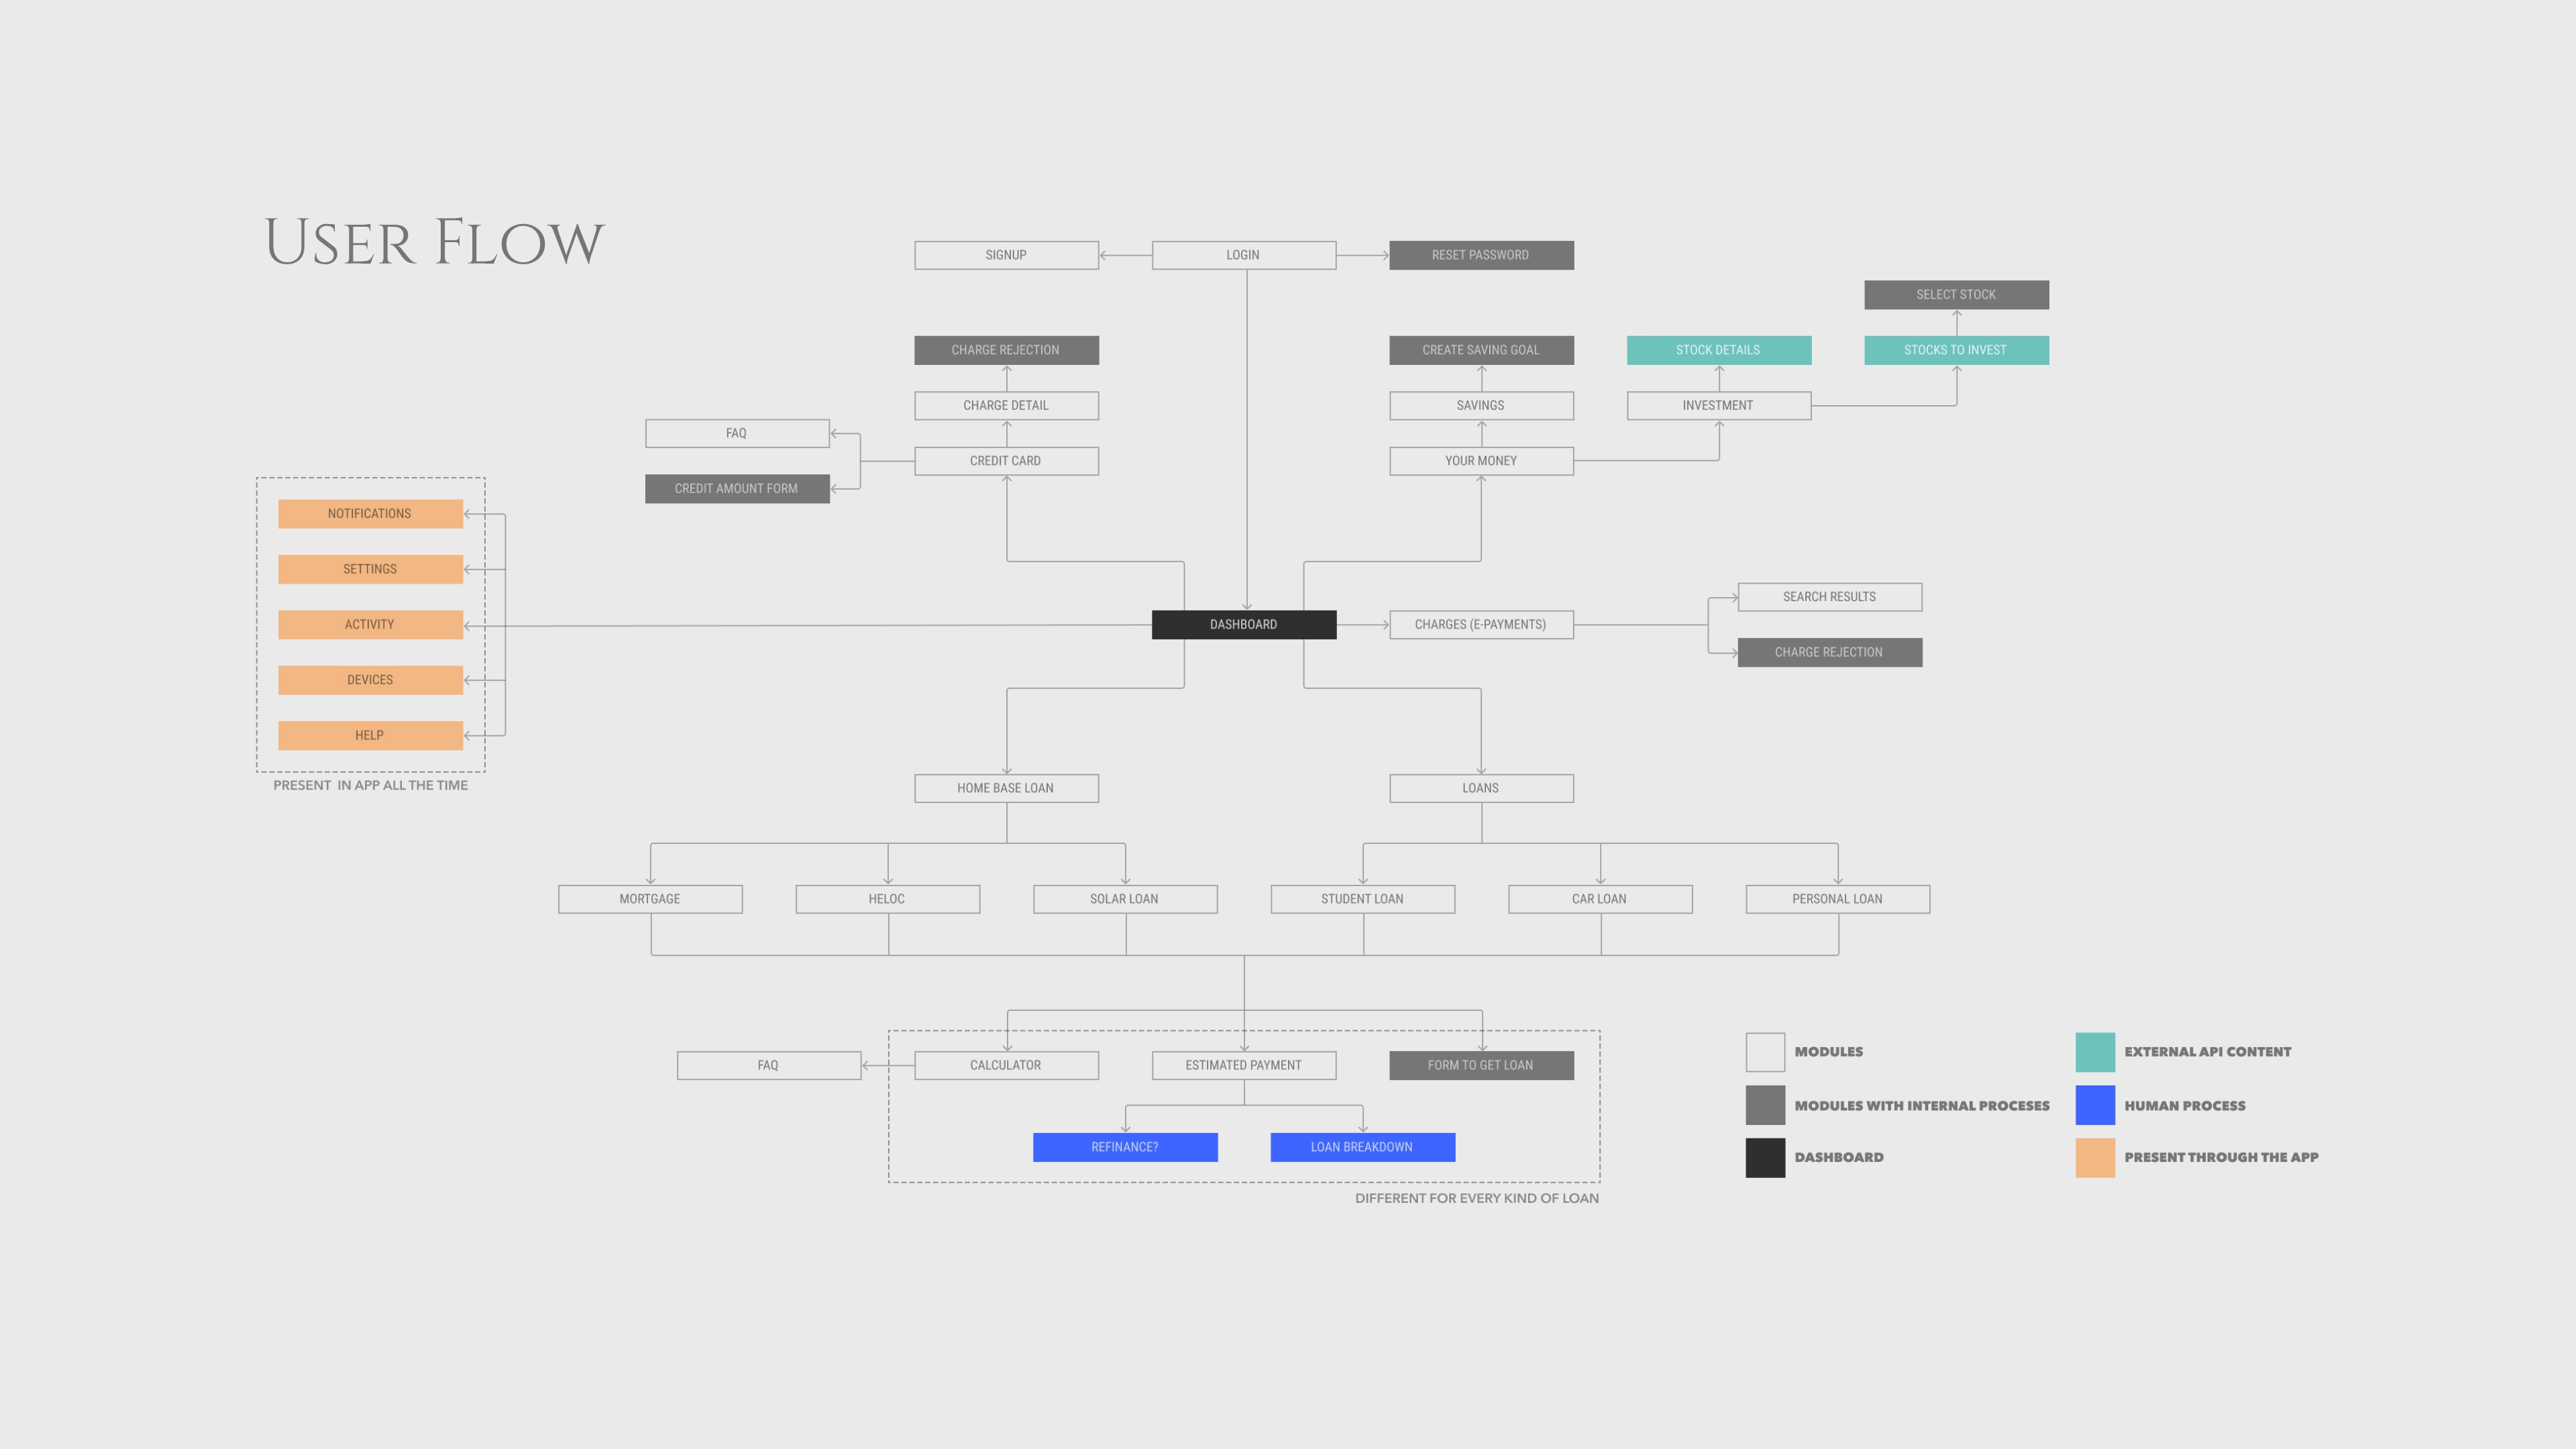 USER FLOW
SIGNUP
LOGIN
RESET PASSWORD
SELECT STOCK
CHARGE REJECTION
CREATE SAVING GOAL
STOCK DETAILS
STOCKS TO INVEST
CHARGE DETAIL
SAVINGS
INVESTMENT
FAQ
CREDIT CARD
YOUR MONEY
CREDIT AMOUNT FORM
NOTIFICATIONS
SETTINGS
ACTIVITY
DEVICES
HELP
PRESENT IN APP ALL THE TIME
DASHBOARD
CHARGES (E-PAYMENTS)
SEARCH RESULTS
CHARGE REJECTION
HOME BASE LOAN
LOANS
MORTGAGE
HELOC
SOLAR LOAN
STUDENT LOAN
CAR LOAN
PERSONAL LOAN
FAQ
CALCULATOR
ESTIMATED PAYMENT
FORM TO GET LOAN
REFINANCE?
LOAN BREAKDOWN
DIFFERENT FOR EVERY KIND OF LOAN
MODULES
MODULES WITH INTERNAL PROCESES
DASHBOARD
EXTERNAL API CONTENT
HUMAN PROCESS
PRESENT THROUGH THE APP